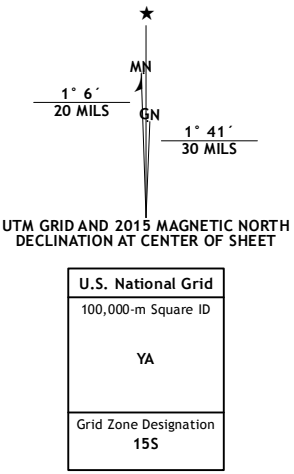 ★
MN
1° 6´
20 MILS
GN
1° 41´
30 MILS
UTM GRID AND 2015 MAGNETIC NORTH
DECLINATION AT CENTER OF SHEET
U.S. National Grid
100,000-m Square ID
YA
Grid Zone Designation
15S